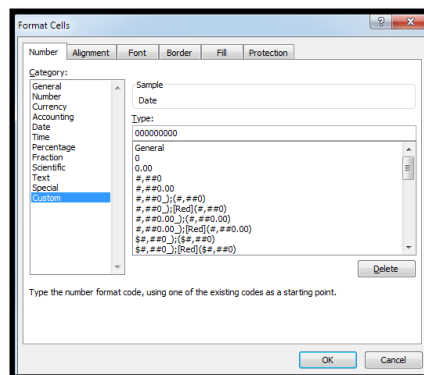 Format Cells
Number Alignment Font Border Fill Protection
Category:
General
Number
Currency
Accounting
Date
Time
Percentage
Fraction
Scientific
Text
Special
Custom
Sample
Date
Type:
000000000
General
0
0.00
#,##0
#,##0.00
#,##0_);(#,##0)
#,##0_);[Red](#,##0)
#,##0.00_);(#,##0.00)
#,##0.00_);[Red](#,##0.00)
$#,##0_);($#,##0)
$#,##0_);[Red]($#,##0)
Delete
Type the number format code, using one of the existing codes as a starting point.
OK Cancel